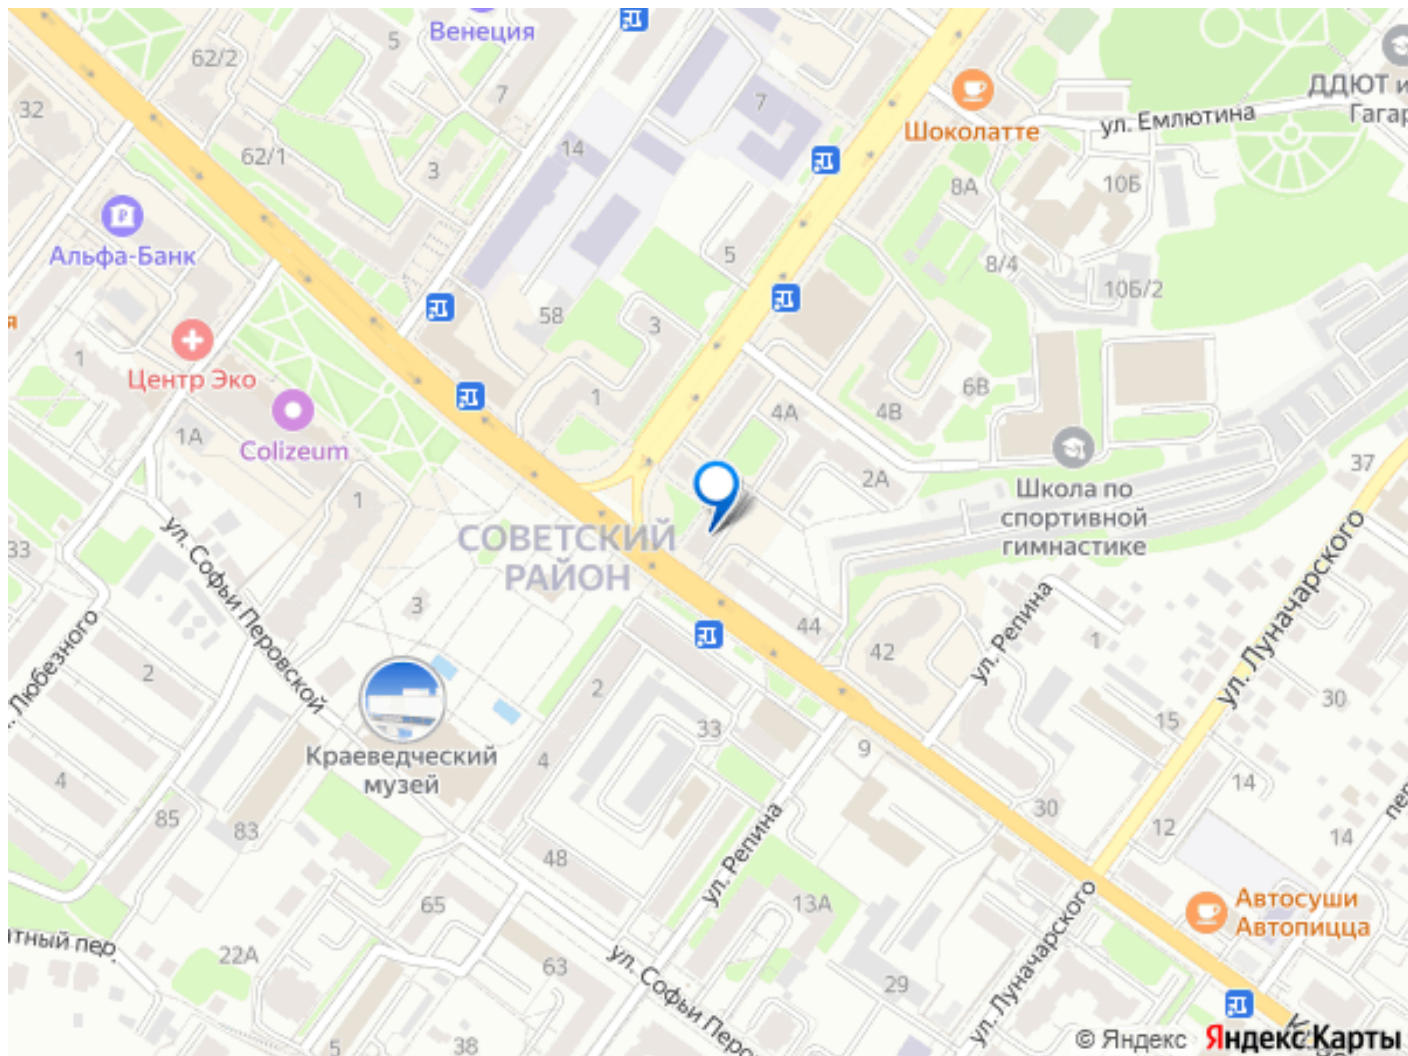 Венеция
5
62/2
7
32
62/1
3
14
7
Шоколатте
ул. Емлютина
ДДЮТ и
Гагар
8А
10Б
Альфа-Банк
5
8/4
10Б/2
58
3
я
1
Центр Эко
Colizeum
1А
1
4А
4В
6В
2А
37
1
Школа по
спортивной
гимнастике
СОВЕТСКИЙ
РАЙОН
33
ул. Софьи Перовской
3
Любезного
2
44
42
ул. Репина
1
ул. Луначарского
30
15
2
33
9
4
Краеведческий
музей
4
85
83
30
14
12
14
пер
48
ул. Репина
13А
65
Автосуши
Автопицца
тный пер.
22А
63
ул. Софьи Перо
29
ул. Луначарского
5
38
© Яндекс Яндекс Карты